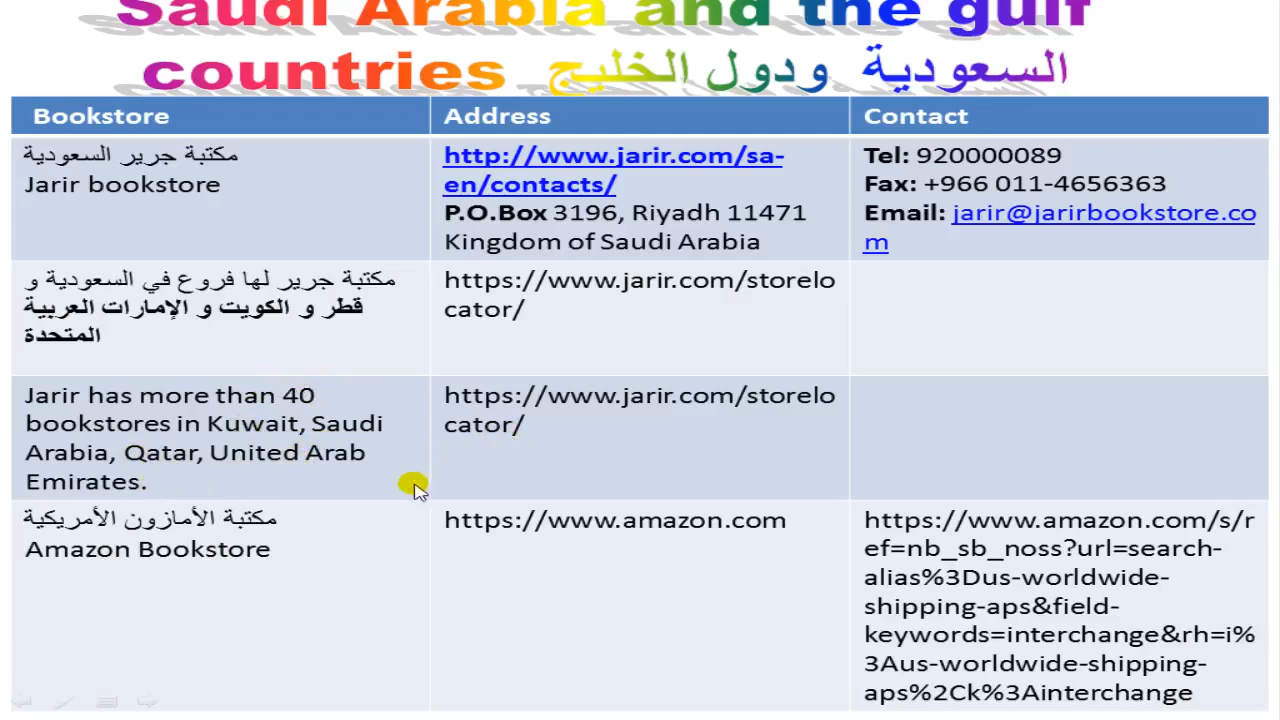 Saudi Arabia and the gulf
countries السعودية ودول الخليج
Bookstore
Address
Contact
مكتبة جرير السعودية
Jarir bookstore
http://www.jarir.com/sa-
en/contacts/
P.O.Box 3196, Riyadh 11471
Kingdom of Saudi Arabia
Tel: 920000089
Fax: +966 011-4656363
Email: jarir@jarirbookstore.co
m
مكتبة جرير لها فروع في السعودية و
قطر و الكويت و الإمارات العربية
المتحدة
https://www.jarir.com/storelo
cator/
Jarir has more than 40
bookstores in Kuwait, Saudi
Arabia, Qatar, United Arab
Emirates.
https://www.jarir.com/storelo
cator/
مكتبة الأمازون الأمريكية
Amazon Bookstore
https://www.amazon.com
https://www.amazon.com/s/r
ef=nb_sb_noss?url=search-
alias%3Dus-worldwide-
shipping-aps&field-
keywords=interchange&rh=i%
3Aus-worldwide-shipping-
aps%2Ck%3Ainterchange